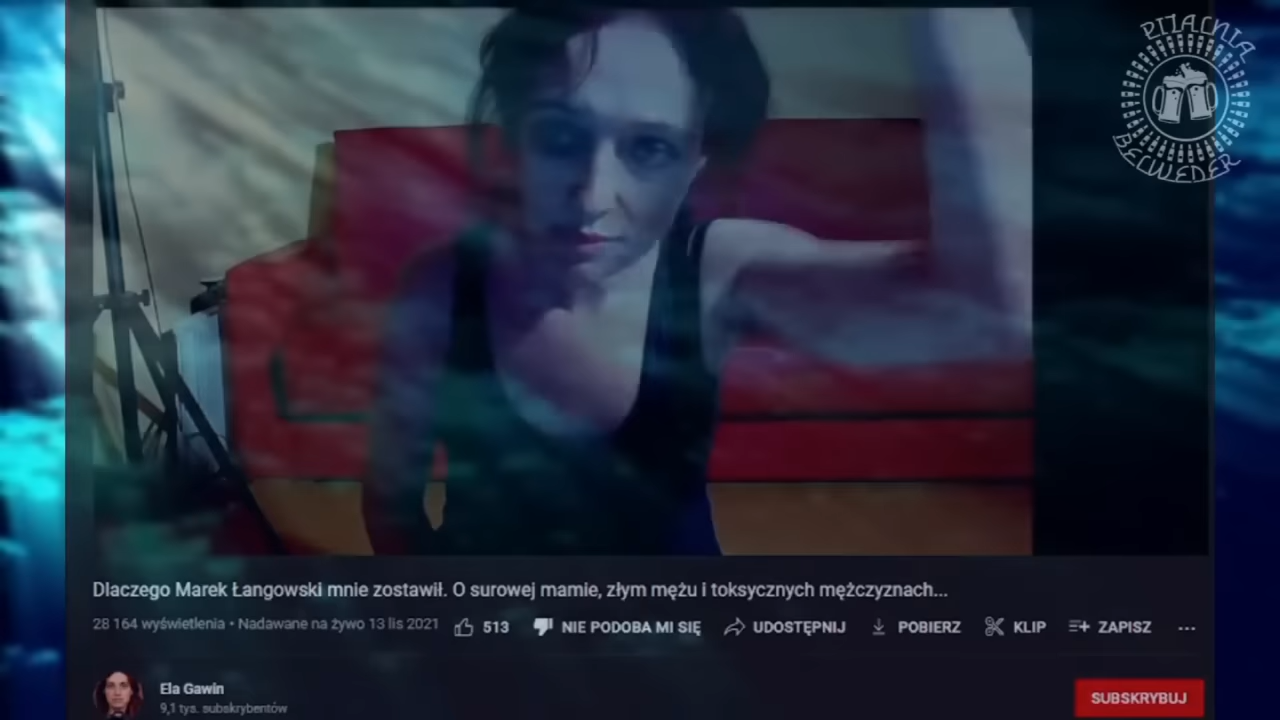 PIJALNIA
BELWEDER
Dlaczego Marek Łangowski mnie zostawił. O surowej mamie, złym mężu i toksycznych mężczyznach...
28 164 wyświetlenia • Nadawane na żywo 13 lis 2021
513
NIE PODOBA MI SIĘ
UDOSTĘPNIJ
POBIERZ
KLIP
ZAPISZ
...
Ela Gawin
9,1 tys. subskrybentów
SUBSKRYBUJ